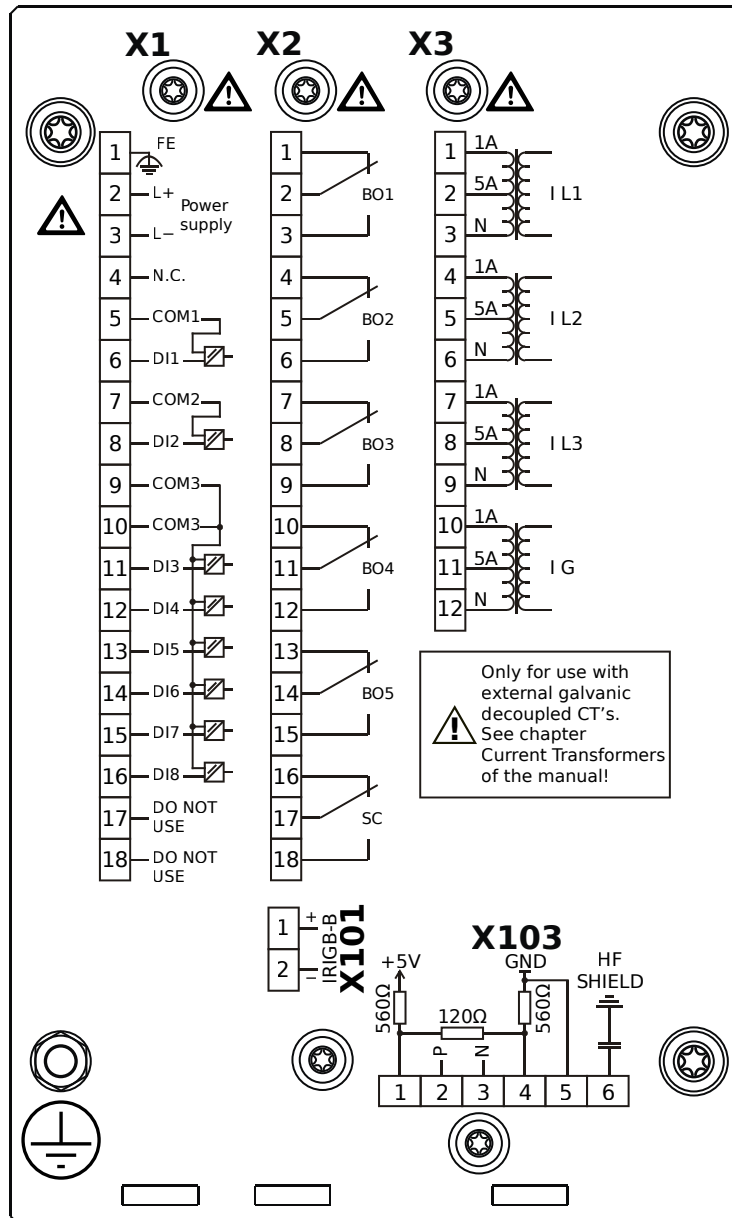 X1 X2 X3
1 FE
2 L+
Power
supply
3 L−
4 N.C.
5 COM1
6 DI1
7 COM2
8 DI2
9 COM3
10 COM3
11 DI3
12 DI4
13 DI5
14 DI6
15 DI7
16 DI8
17 DO NOT
USE
18 DO NOT
USE
1
2 BO1
3
4
5 BO2
6
7
8 BO3
9
10
11 BO4
12
13
14 BO5
15
16
17 SC
18
1 1A
2 5A I L1
3 N
4 1A
5 5A I L2
6 N
7 1A
8 5A I L3
9 N
10 1A
11 5A I G
12 N
Only for use with
external galvanic
decoupled CT's.
See chapter
Current Transformers
of the manual!
1 +
2 −
IRIGB-B
X101
X103
+5V GND HF
SHIELD
560Ω 120Ω 560Ω
P N
1 2 3 4 5 6